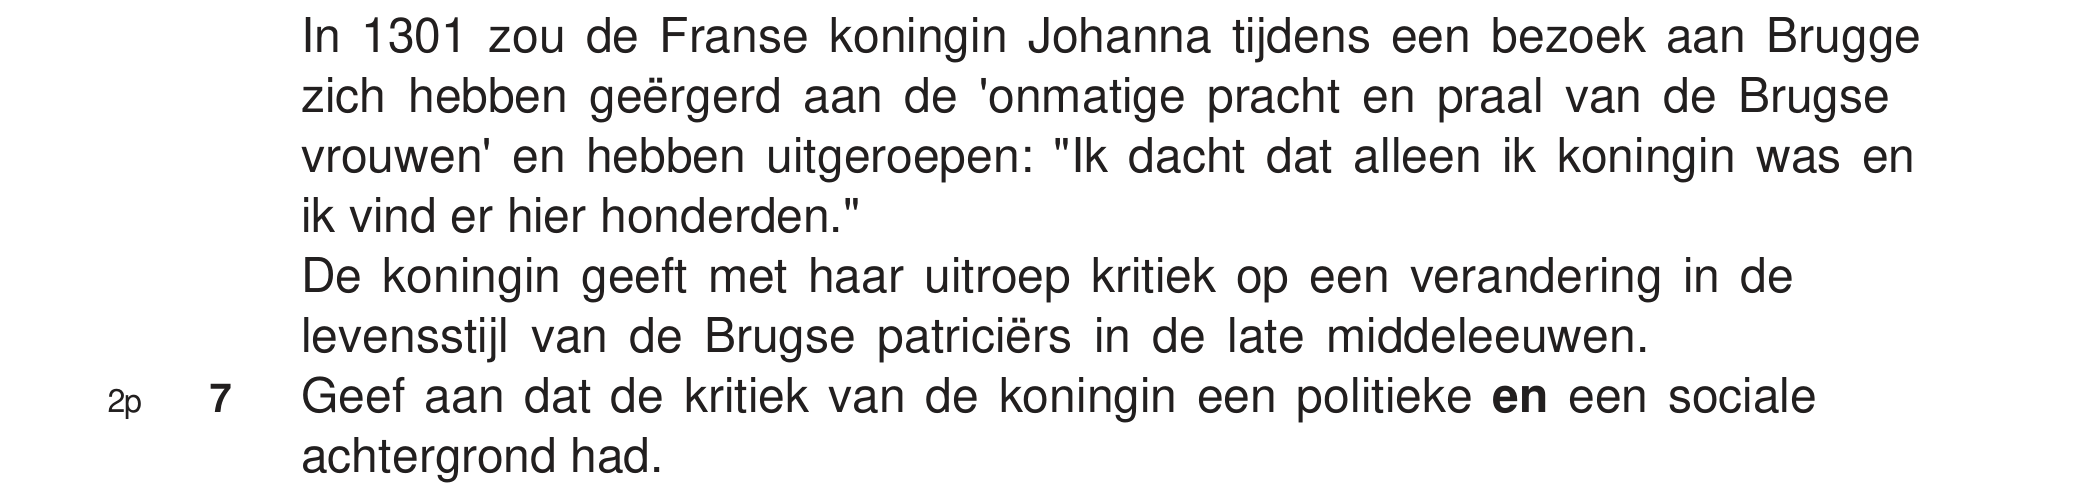 In 1301 zou de Franse koningin Johanna tijdens een bezoek aan Brugge
zich hebben geërgerd aan de 'onmatige pracht en praal van de Brugse
vrouwen' en hebben uitgeroepen: "Ik dacht dat alleen ik koningin was en
ik vind er hier honderden."
De koningin geeft met haar uitroep kritiek op een verandering in de
levensstijl van de Brugse patriciërs in de late middeleeuwen.
2p 7 Geef aan dat de kritiek van de koningin een politieke en een sociale
achtergrond had.